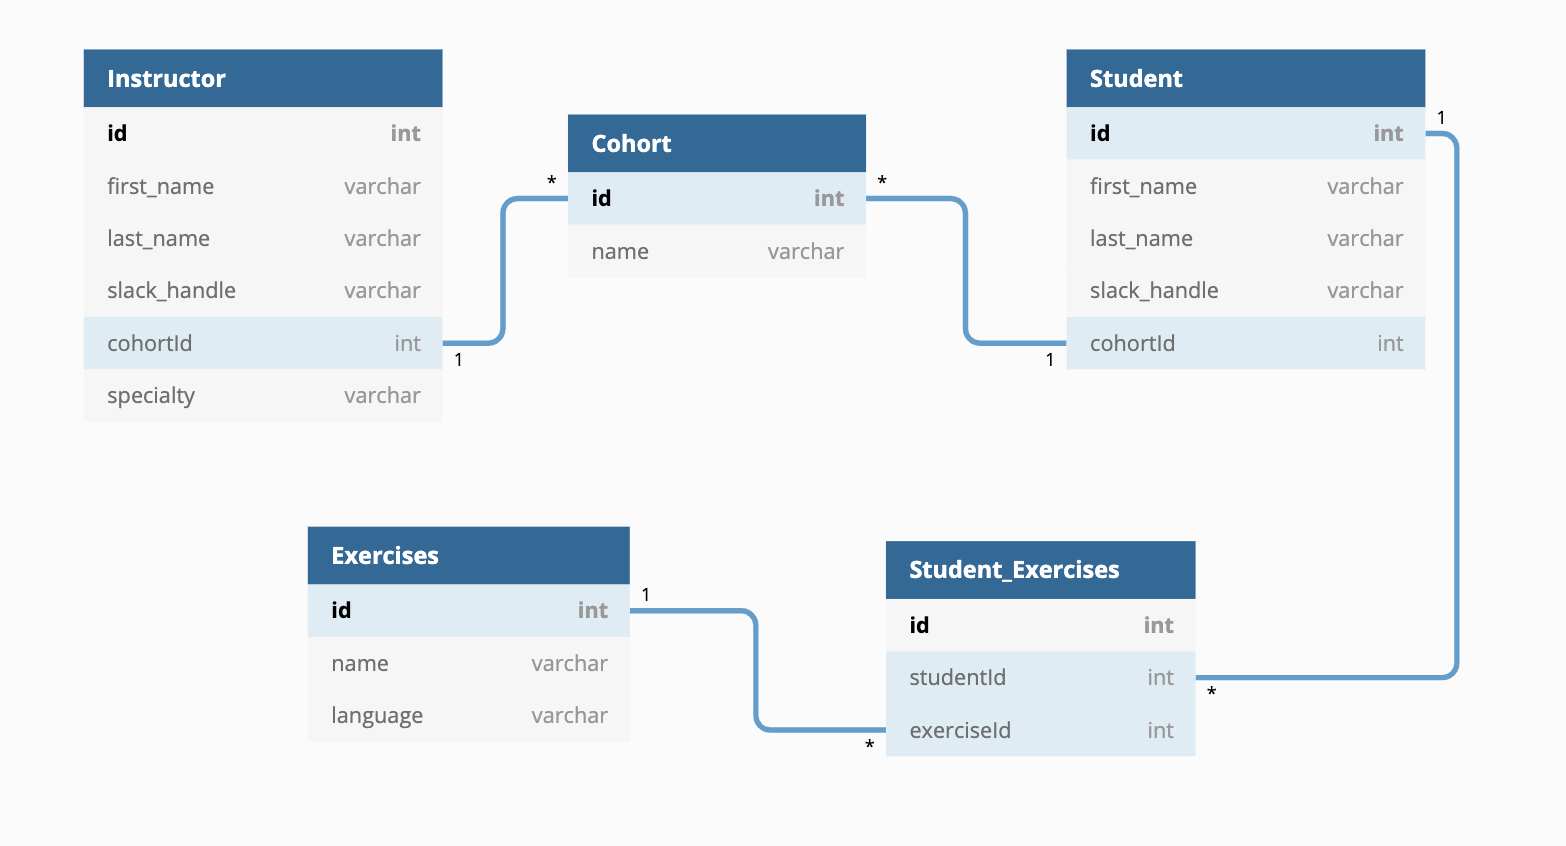 Instructor
id int
first_name varchar
last_name varchar
slack_handle varchar
cohortId int
specialty varchar
1
*
Cohort
id int
name varchar
*
1
Student
id int
first_name varchar
last_name varchar
slack_handle varchar
cohortId int
1
Exercises
id int
name varchar
language varchar
1
*
Student_Exercises
id int
studentId int
exerciseId int
*